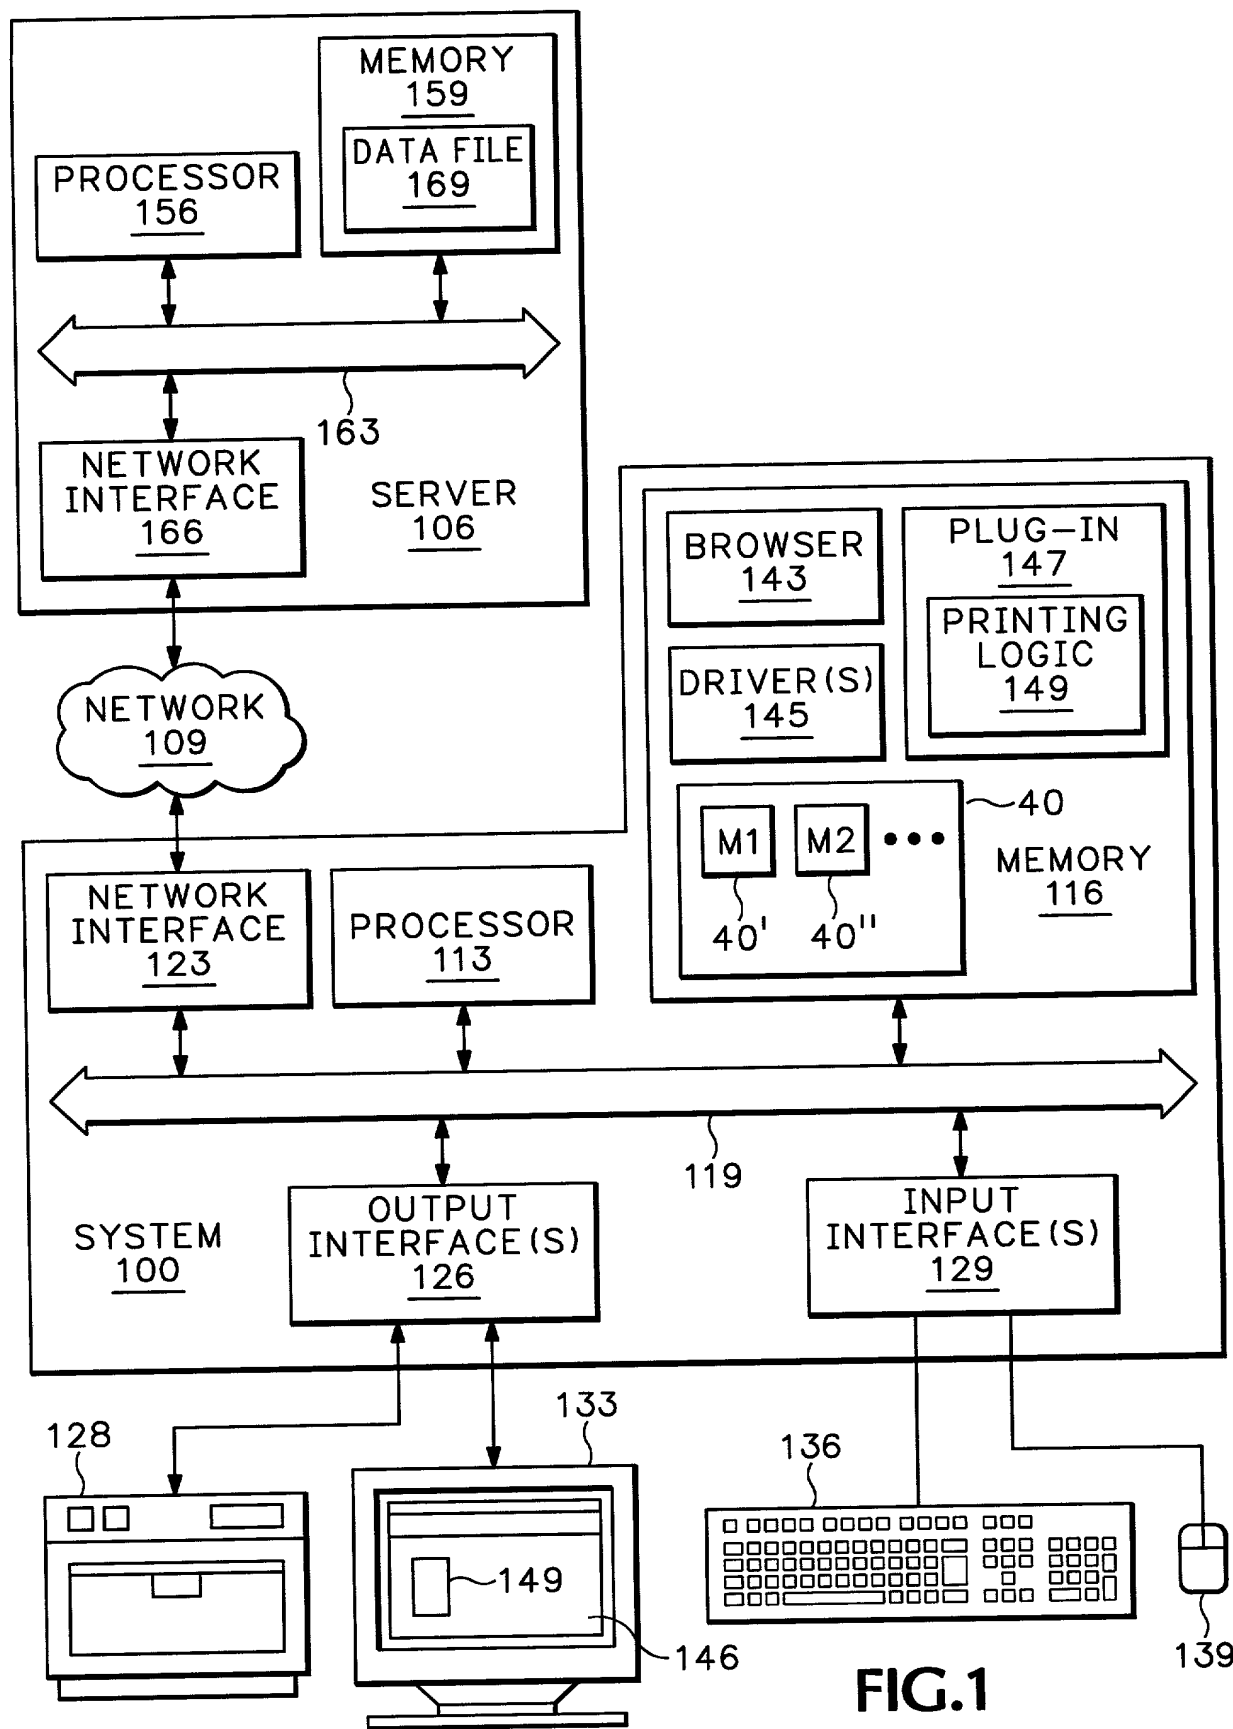 MEMORY
159
DATA FILE
169
PROCESSOR
156
163
NETWORK
INTERFACE
166
SERVER
106
NETWORK
109
BROWSER
143
PLUG-IN
147
PRINTING
LOGIC
149
DRIVER(S)
145
M1
M2
40
40'
40"
MEMORY
116
NETWORK
INTERFACE
123
PROCESSOR
113
119
SYSTEM
100
OUTPUT
INTERFACE(S)
126
INPUT
INTERFACE(S)
129
128
133
149
146
136
139
FIG.1